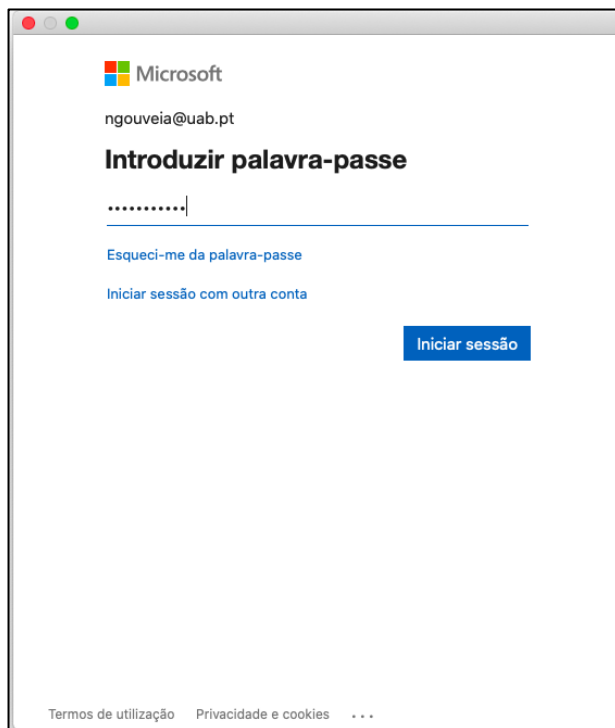 Microsoft
ngouveia@uab.pt
Introduzir palavra-passe
...........
Esqueci-me da palavra-passe
Iniciar sessão com outra conta
Iniciar sessão
Termos de utilização Privacidade e cookies ...